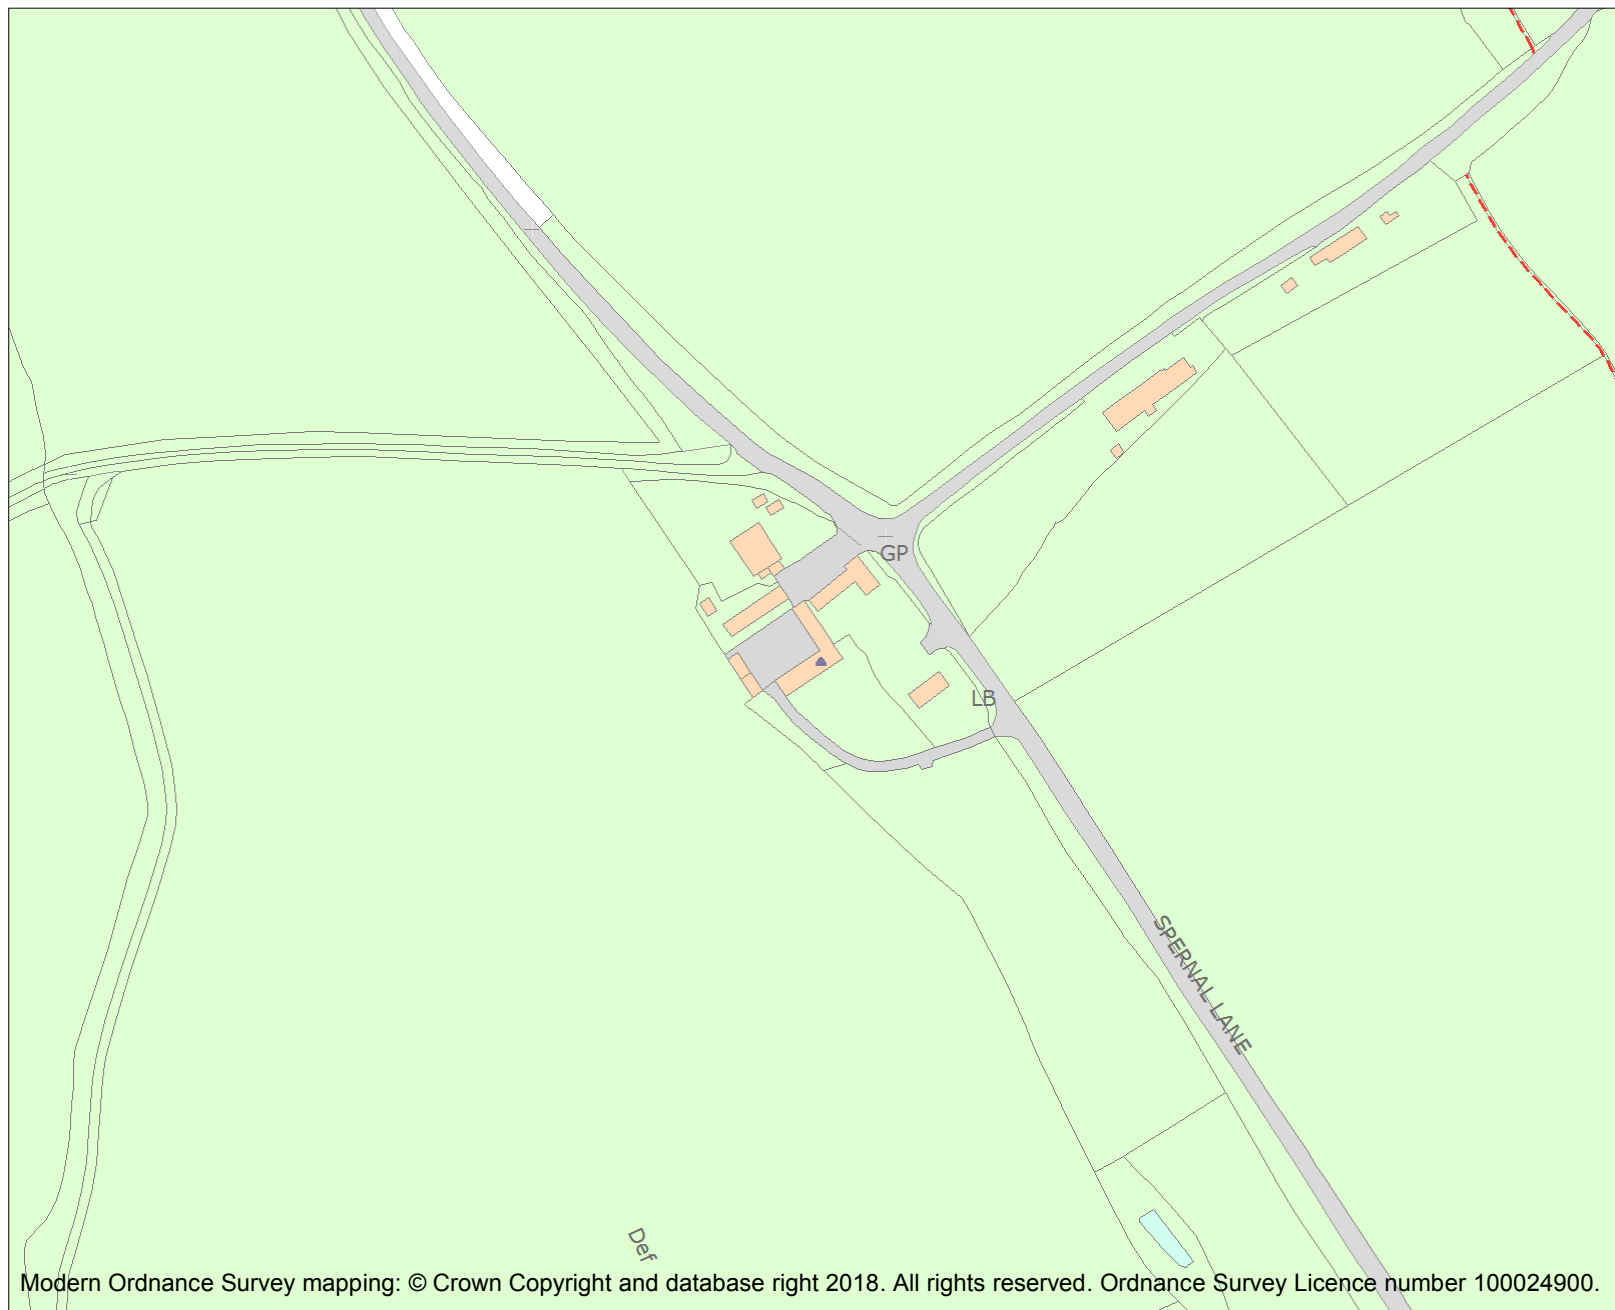 GP
LB
SPERNAL LANE
Def
Modern Ordnance Survey mapping: © Crown Copyright and database right 2018. All rights reserved. Ordnance Survey Licence number 100024900.